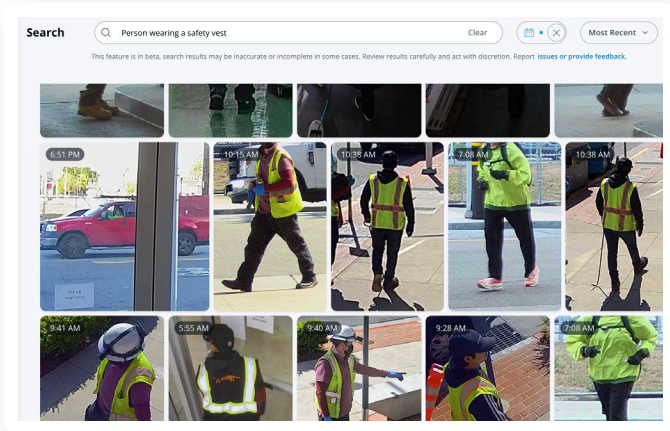 Search
Person wearing a safety vest
Clear
Most Recent
This feature is in beta, search results may be inaccurate or incomplete in some cases. Review results carefully and act with discretion. Report issues or provide feedback.
6:51 PM
10:15 AM
10:38 AM
7:08 AM
10:38 AM
9:41 AM
5:55 AM
9:40 AM
9:28 AM
7:08 AM